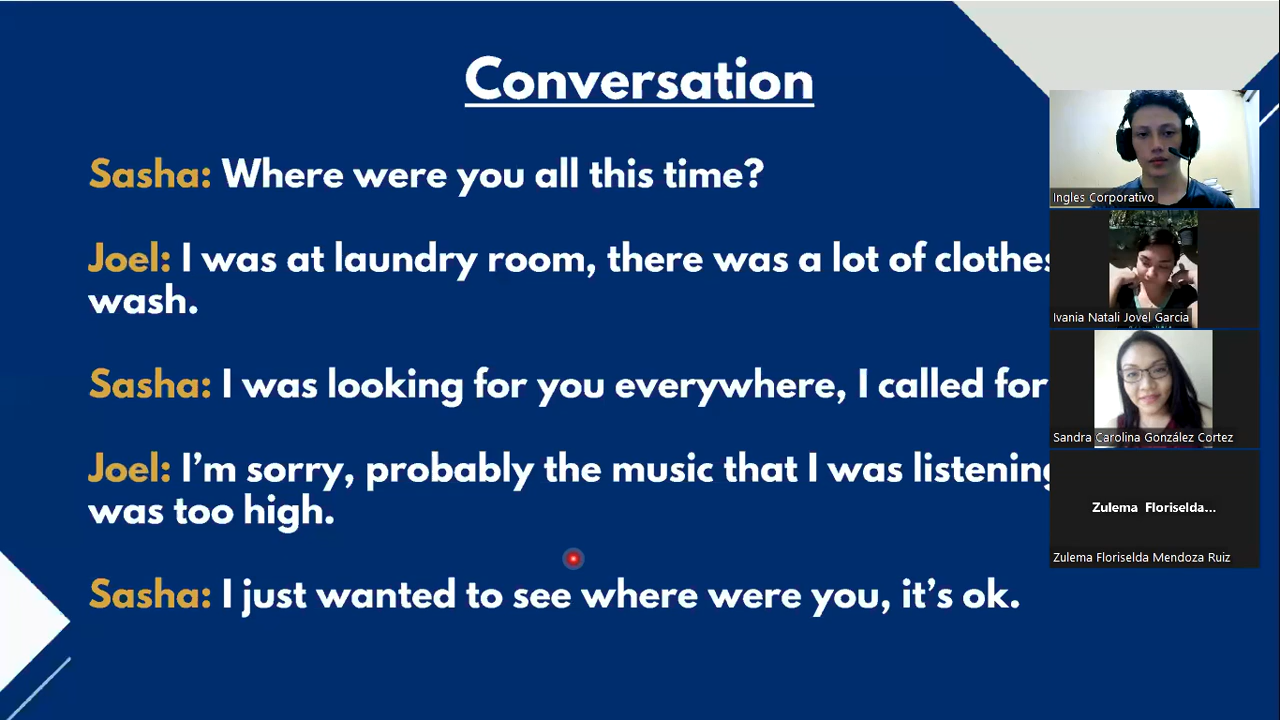 Conversation
Sasha: Where were you all this time?
Joel: I was at laundry room, there was a lot of clothes
wash.
Sasha: I was looking for you everywhere, I called for
Joel: I’m sorry, probably the music that I was listening
was too high.
Sasha: I just wanted to see where were you, it’s ok.
Ingles Corporativo
Ivania Natali Jovel Garcia
Sandra Carolina González Cortez
Zulema Floriselda...
Zulema Floriselda Mendoza Ruiz